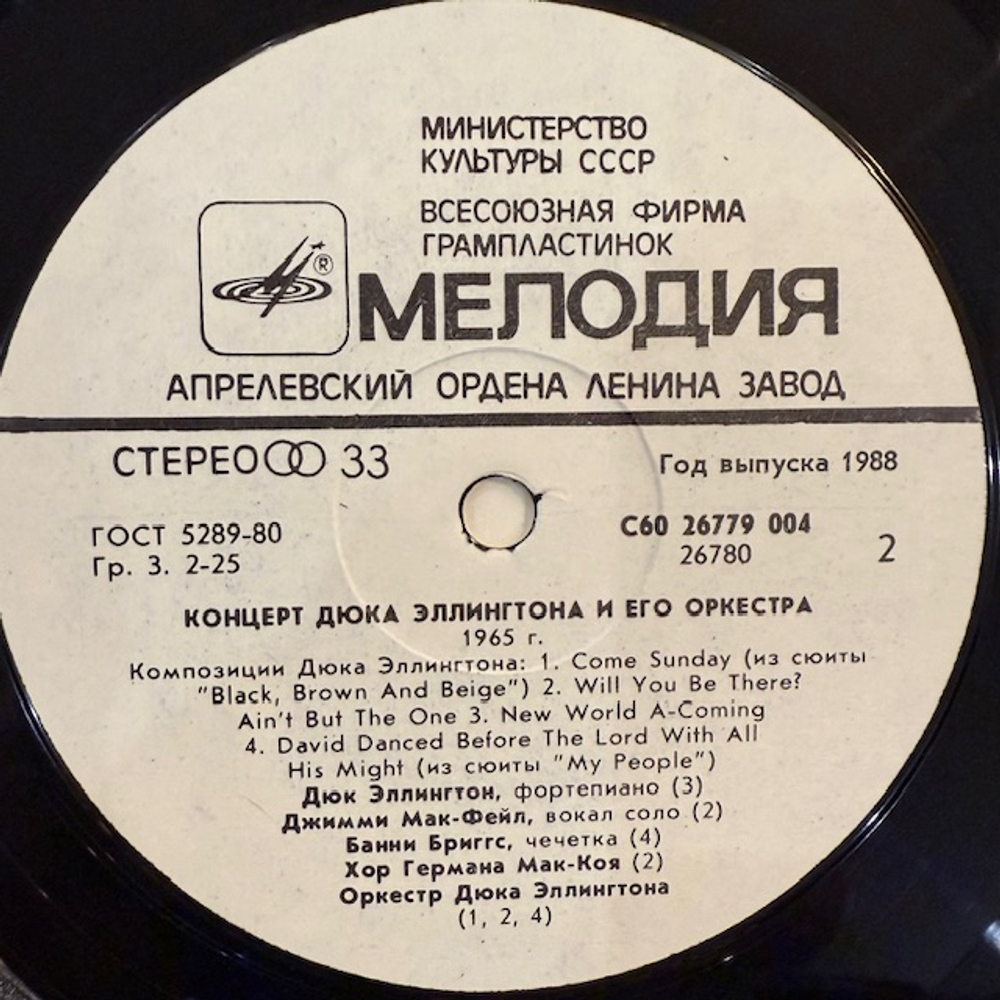 МИНИСТЕРСТВО
КУЛЬТУРЫ СССР
ВСЕСОЮЗНАЯ ФИРМА
ГРАМПЛАСТИНОК
®
МЕЛОДИЯ
АПРЕЛЕВСКИЙ ОРДЕНА ЛЕНИНА ЗАВОД
СТЕРЕО 33
Год выпуска 1988
ГОСТ 5289-80
Гр. 3. 2-25
С60 26779 004
26780
2
КОНЦЕРТ ДЮКА ЭЛЛИНГТОНА И ЕГО ОРКЕСТРА
1965 г.
Композиции Дюка Эллингтона: 1. Come Sunday (из сюиты
"Black, Brown And Beige") 2. Will You Be There?
Ain't But The One 3. New World A-Coming
4. David Danced Before The Lord With All
His Might (из сюиты "My People")
Дюк Эллингтон, фортепиано (3)
Джимми Мак-Фейл, вокал соло (2)
Банни Бриггс, чечетка (4)
Хор Германа Мак-Коя (2)
Оркестр Дюка Эллингтона
(1, 2, 4)